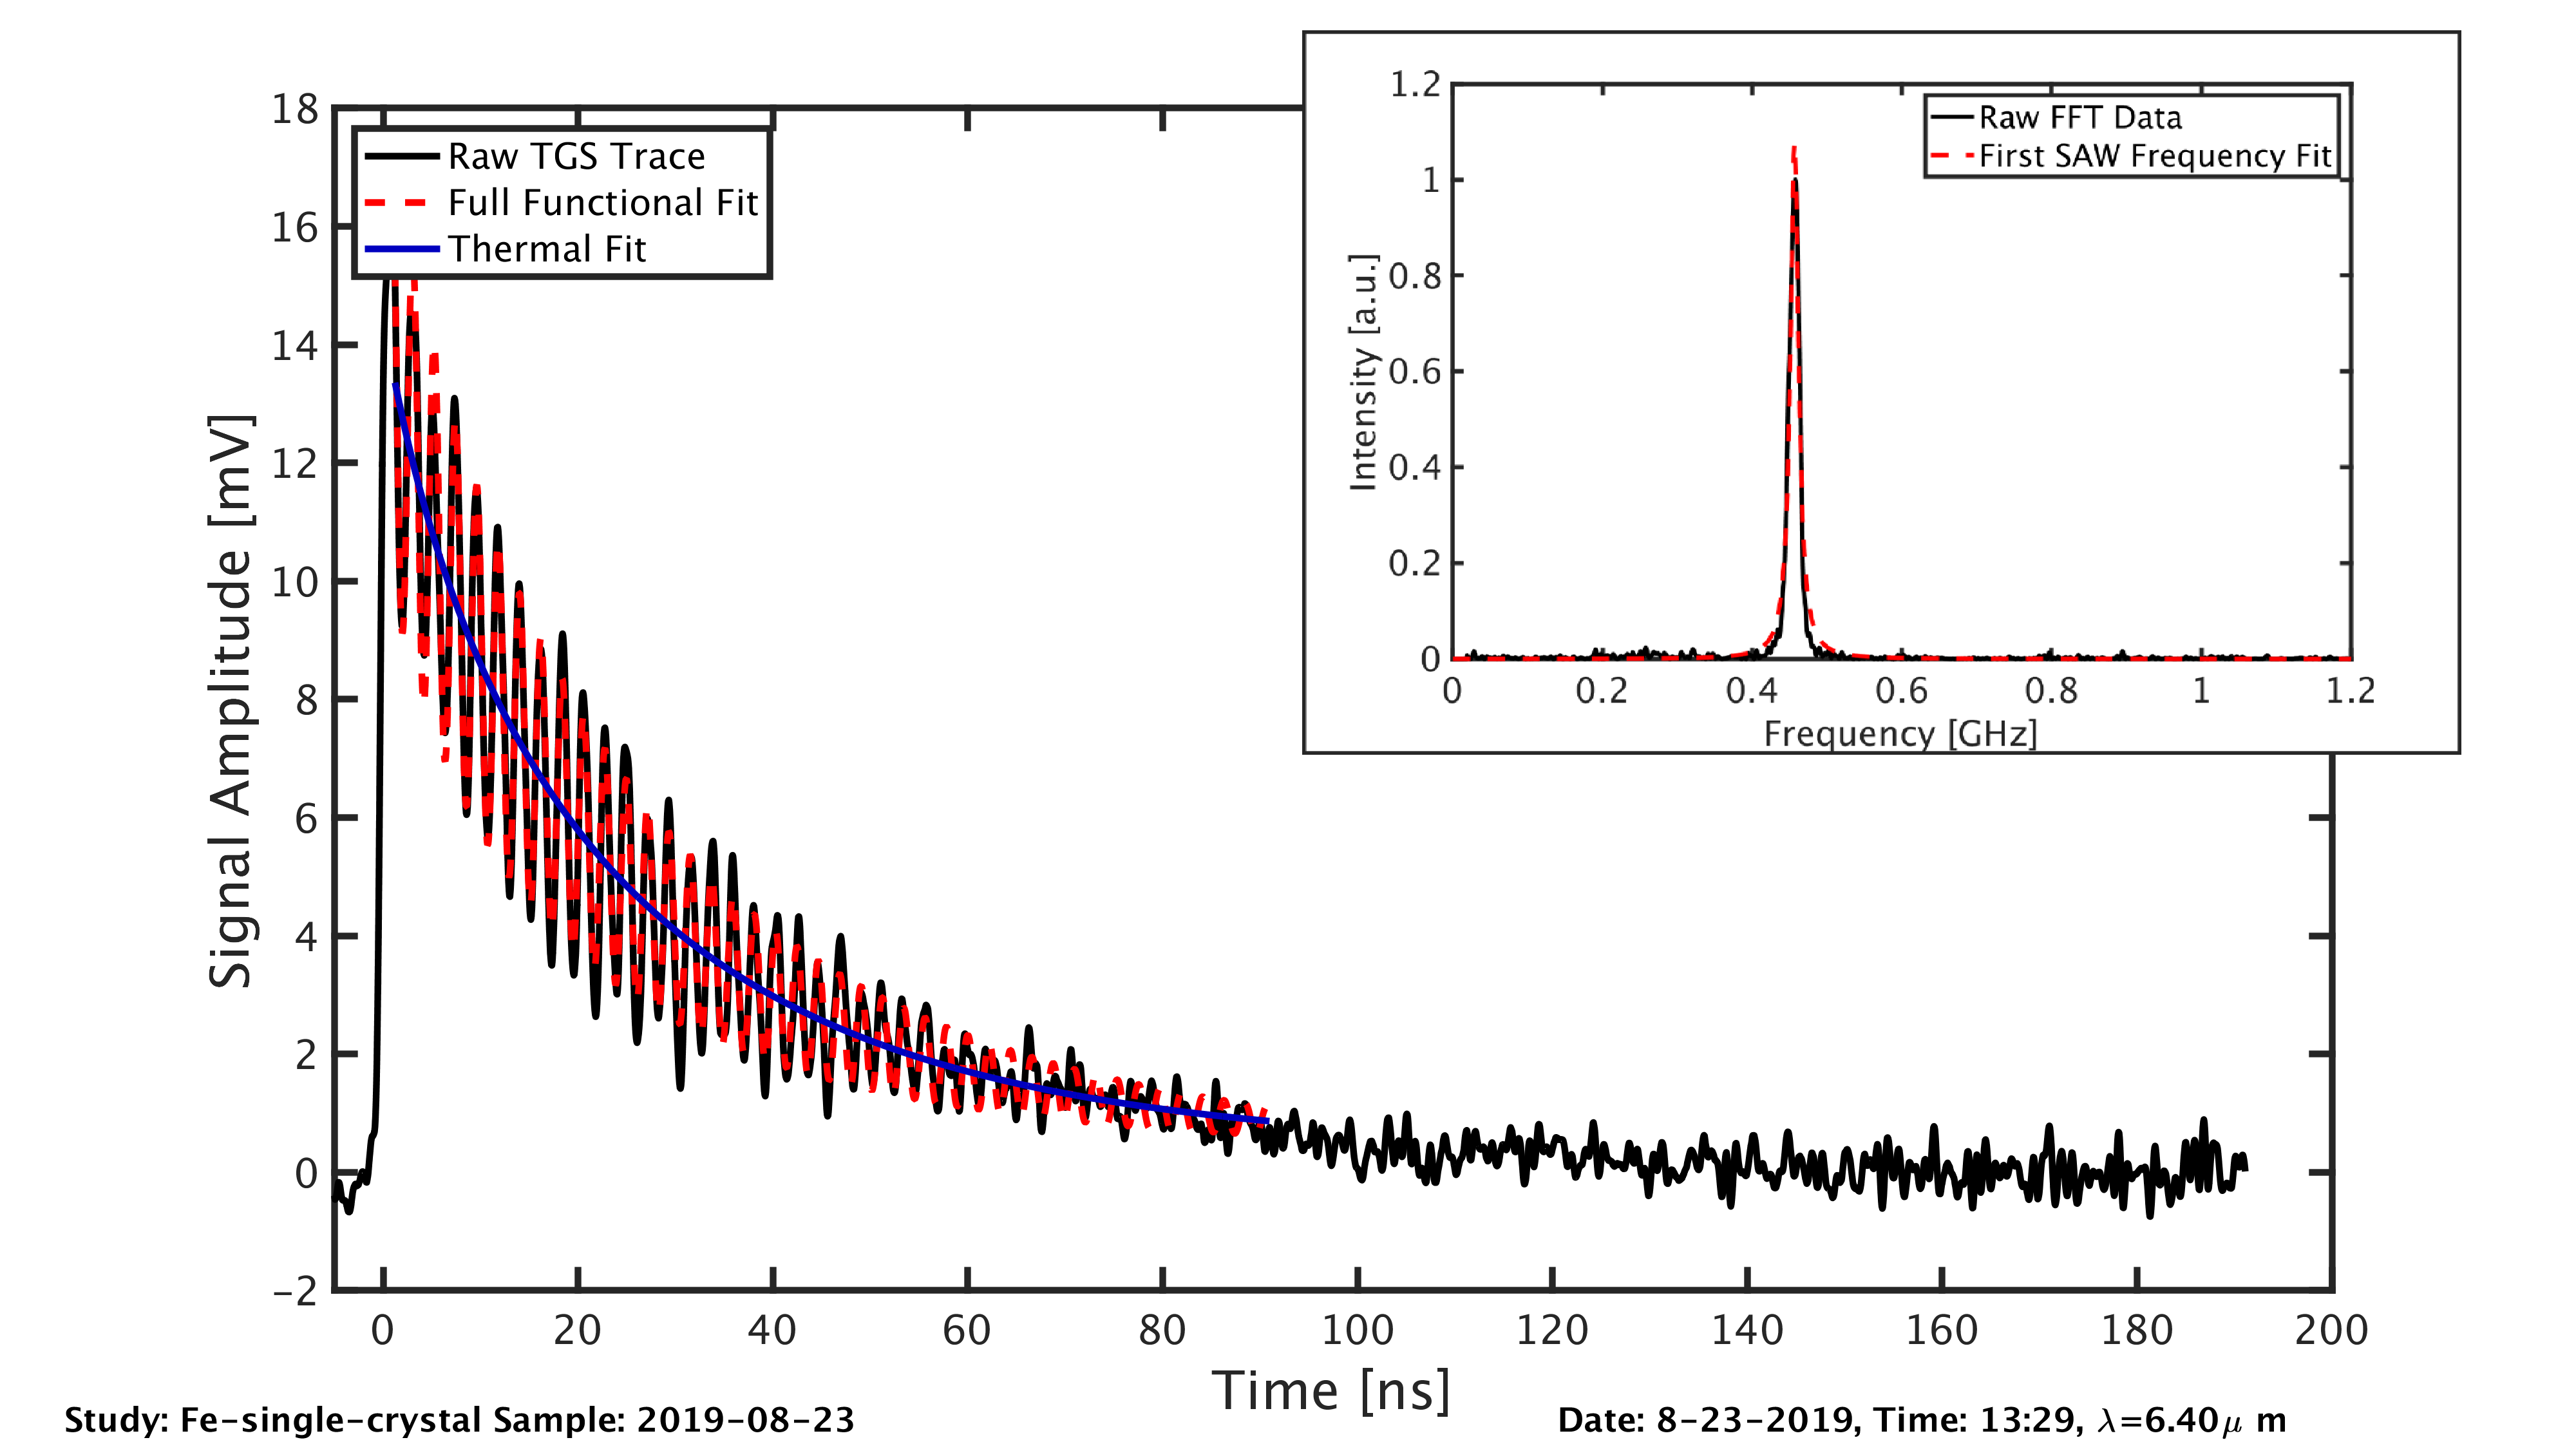 1.2
1
0.8
0.6
0.4
0.2
0
Intensity [a.u.]
Raw FFT Data
First SAW Frequency Fit
0 0.2 0.4 0.6 0.8 1 1.2
Frequency [GHz]
18
16
14
12
10
8
6
4
2
0
−2
Signal Amplitude [mV]
Raw TGS Trace
Full Functional Fit
Thermal Fit
0 20 40 60 80 100 120 140 160 180 200
Time [ns]
Study: Fe−single−crystal Sample: 2019−08−23
Date: 8−23−2019, Time: 13:29, λ=6.40μ m